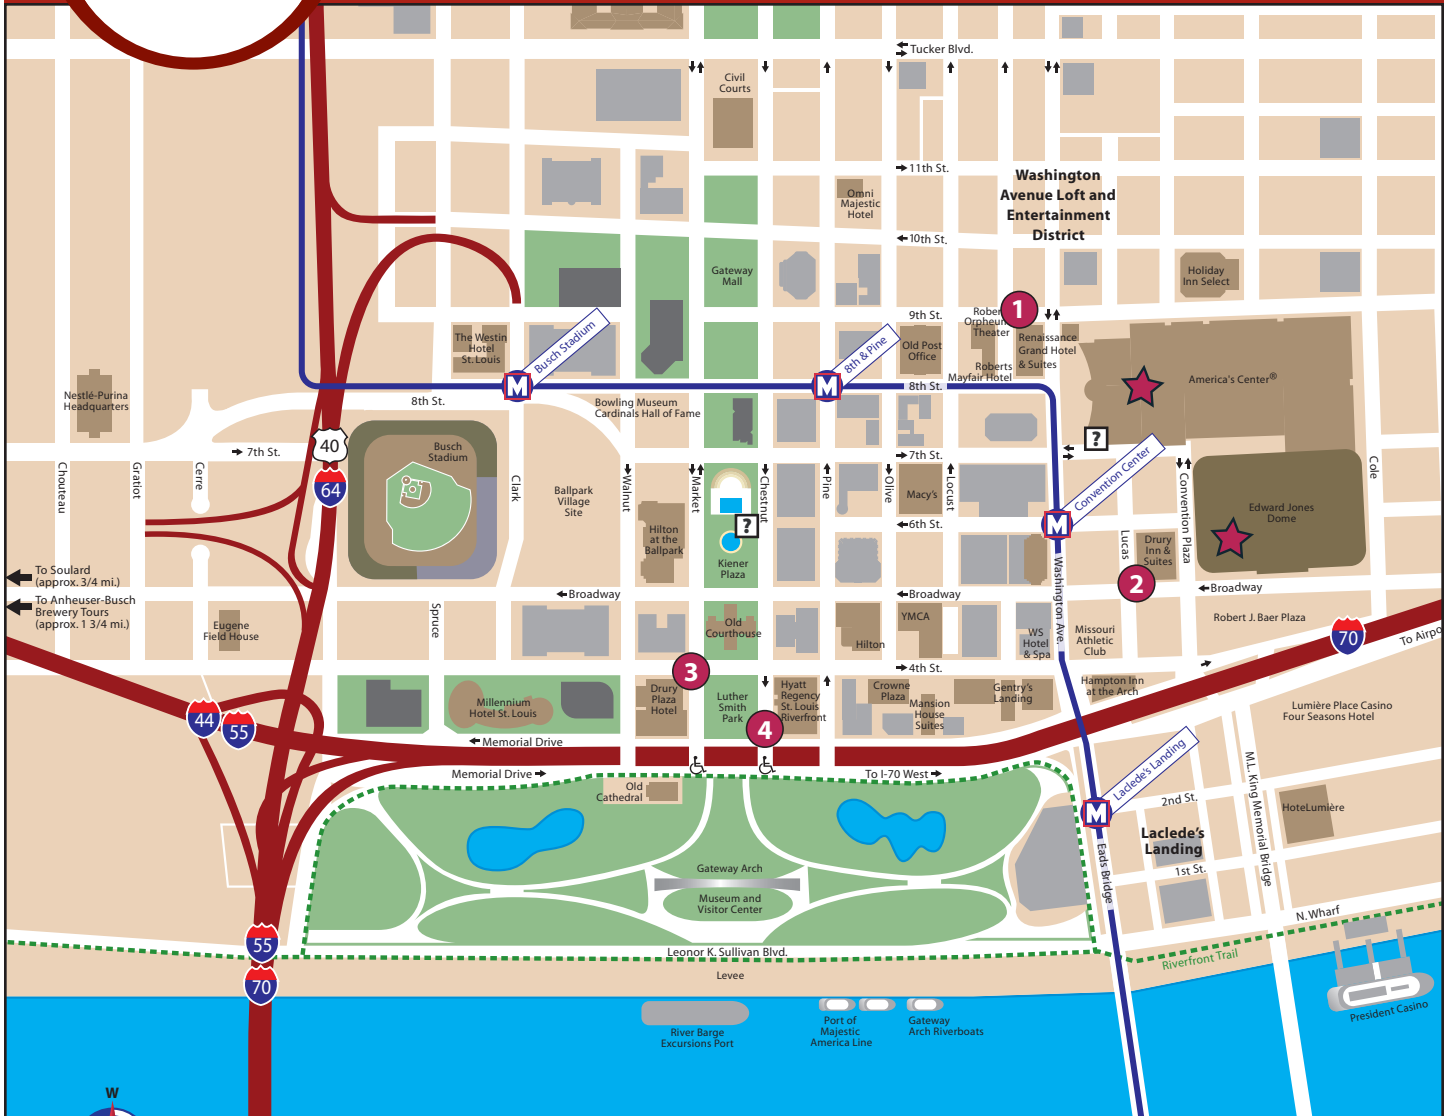 Tucker Blvd.
Civil
Courts
11th St.
Washington
Avenue Loft and
Entertainment
District
Omni
Majestic
Hotel
10th St.
Gateway
Mall
Holiday
Inn Select
9th St.
Theater
1
Renaissance
Grand Hotel
& Suites
The Westin
Hotel
St. Louis
M
Busch Stadium
M
8th & Pine
Old Post
Office
Roberts
Mayfair Hotel
America's Center®
8th St.
8th St.
Nestlé-Purina
Headquarters
Bowling Museum
Cardinals Hall of Fame
40
64
7th St.
7th St.
Busch
Stadium
?
Convention Center
M
Chouteau
Gratiot
Cerre
Clark
Walnut
Market
Chestnut
Pine
Olive
Locust
Convention Plaza
Cole
Ballpark
Village
Site
Macy's
6th St.
Hilton
at the
Ballpark
?
Kiener
Plaza
Lucas
Drury
Inn &
Suites
Edward Jones
Dome
2
To Soulard
(approx. 3/4 mi.)
To Anheuser-Busch
Brewery Tours
(approx. 1 3/4 mi.)
Broadway
Broadway
Broadway
Washington Ave.
Eugene
Field House
Spruce
Old
Courthouse
Hilton
YMCA
WS
Hotel
& Spa
Missouri
Athletic
Club
Robert J. Baer Plaza
70
4th St.
3
Drury
Plaza
Hotel
Luther
Smith
Park
Hyatt
Regency
St. Louis
Riverfront
4
Crowne
Plaza
Mansion
House
Suites
Gentry's
Landing
Hampton Inn
at the Arch
Lumière Place Casino
Four Seasons Hotel
Millennium
Hotel St. Louis
44
55
Memorial Drive
Memorial Drive
To I-70 West
Old
Cathedral
Laclede's Landing
M
2nd St.
HoteLumière
Laclede's
Landing
M.L. King Memorial Bridge
Eads Bridge
1st St.
Gateway Arch
Museum and
Visitor Center
N. Wharf
55
70
Leonor K. Sullivan Blvd.
Riverfront Trail
Levee
River Barge
Excursions Port
Port of
Majestic
America Line
Gateway
Arch Riverboats
President Casino
W